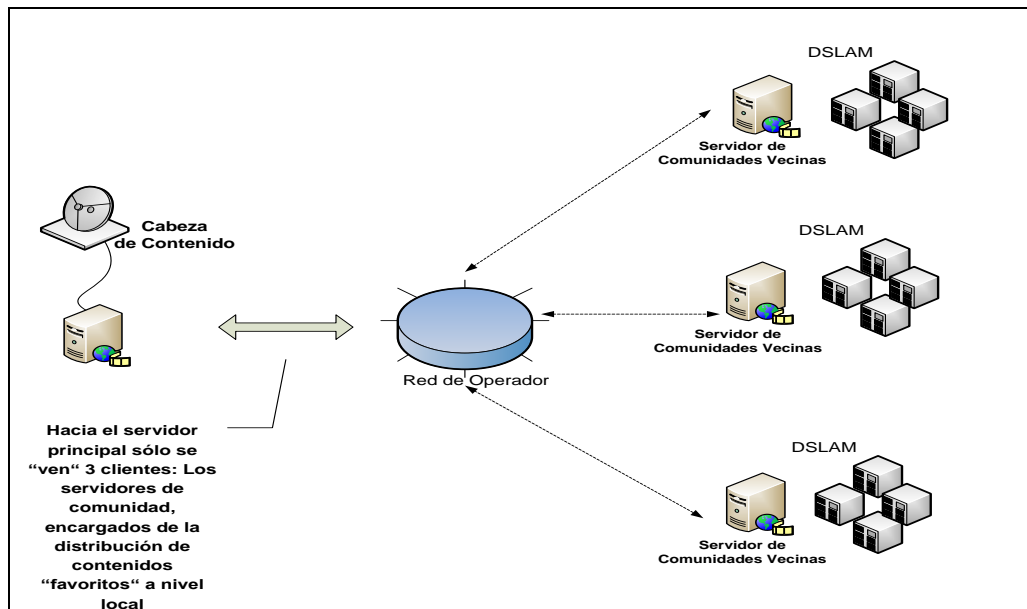 DSLAM
Servidor de
Comunidades Vecinas
Cabeza
de Contenido
DSLAM
Servidor de
Comunidades Vecinas
Red de Operador
Hacia el servidor
principal sólo se
“ven“ 3 clientes: Los
servidores de
comunidad,
encargados de la
distribución de
contenidos
“favoritos“ a nivel
local
DSLAM
Servidor de
Comunidades Vecinas